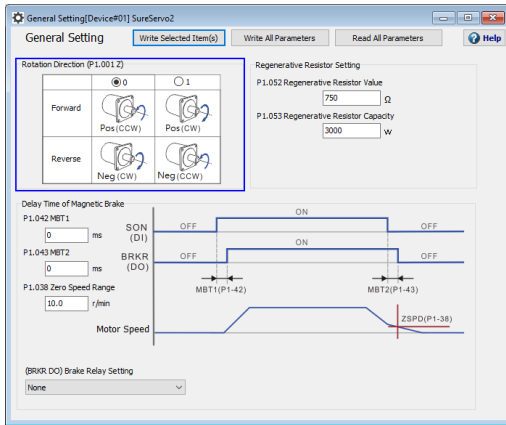 General Setting[Device#01] SureServo2
General Setting
Write Selected Item(s)
Write All Parameters
Read All Parameters
Help
Rotation Direction (P1.001 Z)
0
1
Forward
Pos(CCW)
Pos(CW)
Reverse
Neg(CW)
Neg(CCW)
Regenerative Resistor Setting
P1.052 Regenerative Resistor Value
750 Ω
P1.053 Regenerative Resistor Capacity
3000 w
Delay Time of Magnetic Brake
P1.042 MBT1
0 ms
P1.043 MBT2
0 ms
P1.038 Zero Speed Range
10.0 r/min
SON
(DI)
OFF
ON
OFF
BRKR
(DO)
OFF
ON
OFF
MBT1(P1-42)
MBT2(P1-43)
Motor Speed
ZSPD(P1-38)
(BRKR DO) Brake Relay Setting
None